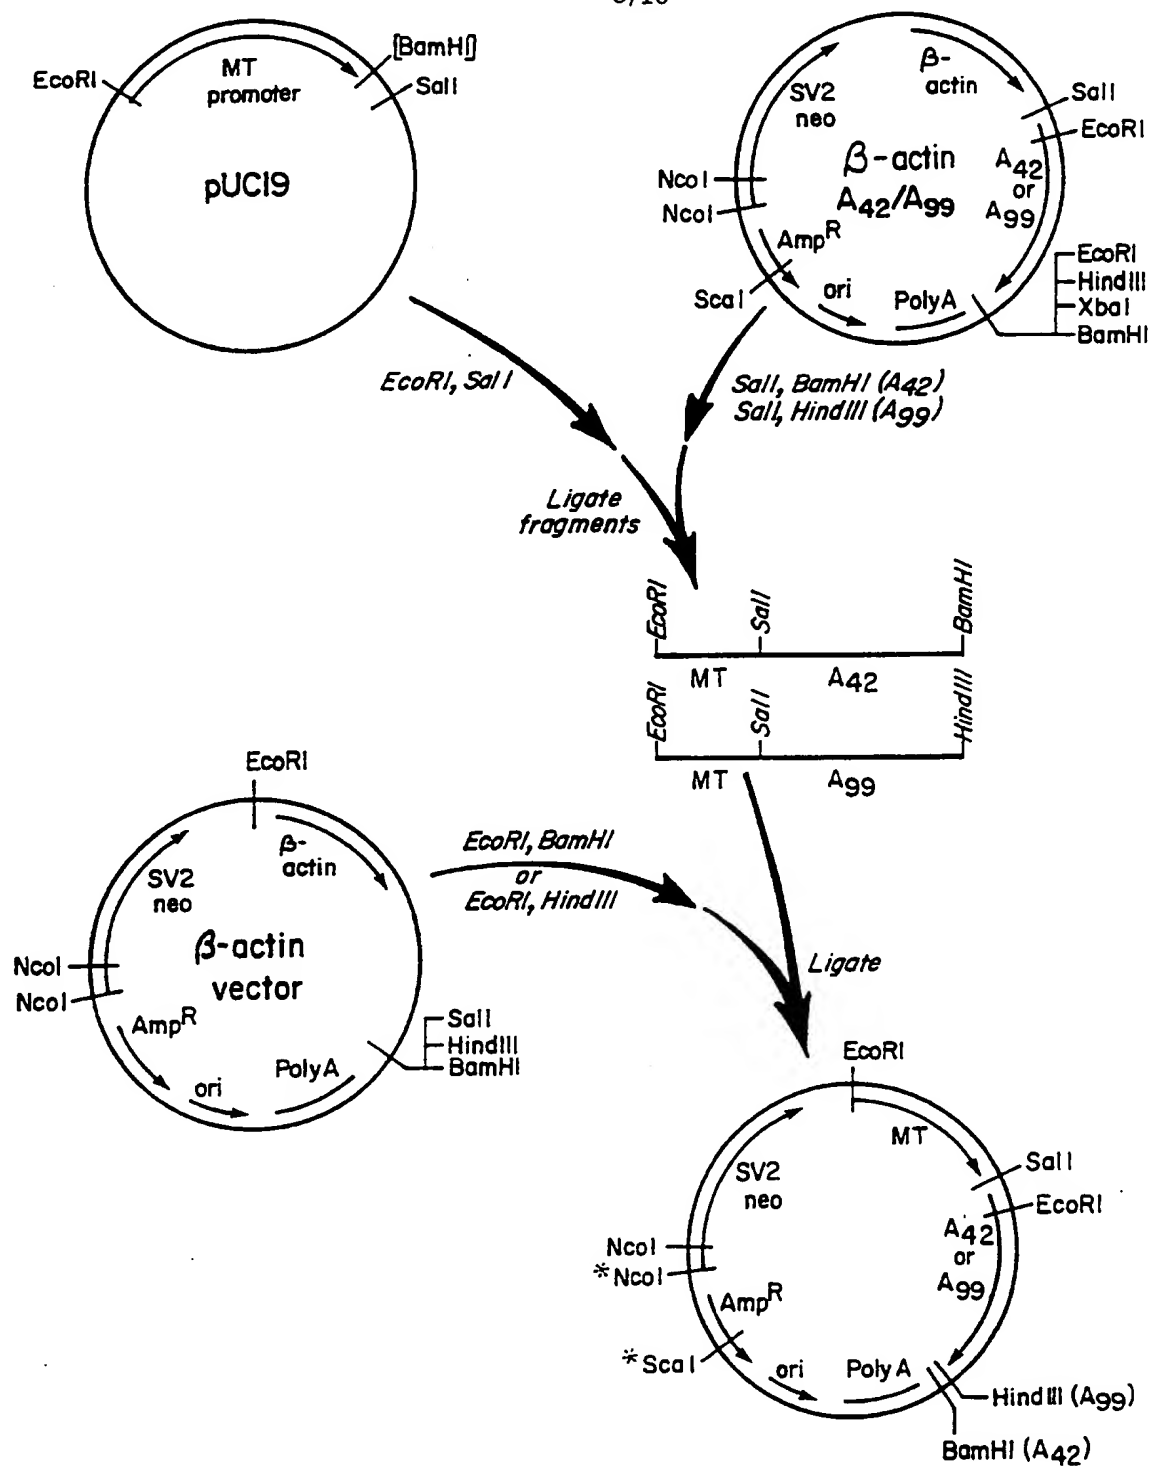 EcoRI
MT
promoter
[BamHI]
SalI
pUC19
β-
actin
SalI
EcoRI
SV2
neo
β-actin
A42/A99
A42
or
A99
NcoI
NcoI
AmpR
ScaI
ori
PolyA
EcoRI
HindIII
XbaI
BamHI
EcoRI, SalI
SalI, BamHI (A42)
SalI, HindIII (A99)
Ligate
fragments
EcoRI
SalI
BamHI
MT
A42
EcoRI
SalI
HindIII
MT
A99
EcoRI
β-
actin
SV2
neo
β-actin
vector
NcoI
NcoI
AmpR
ori
PolyA
SalI
HindIII
BamHI
EcoRI, BamHI
or
EcoRI, HindIII
Ligate
EcoRI
MT
SalI
EcoRI
SV2
neo
A42
or
A99
NcoI
*NcoI
AmpR
*ScaI
ori
PolyA
HindIII (A99)
BamHI (A42)